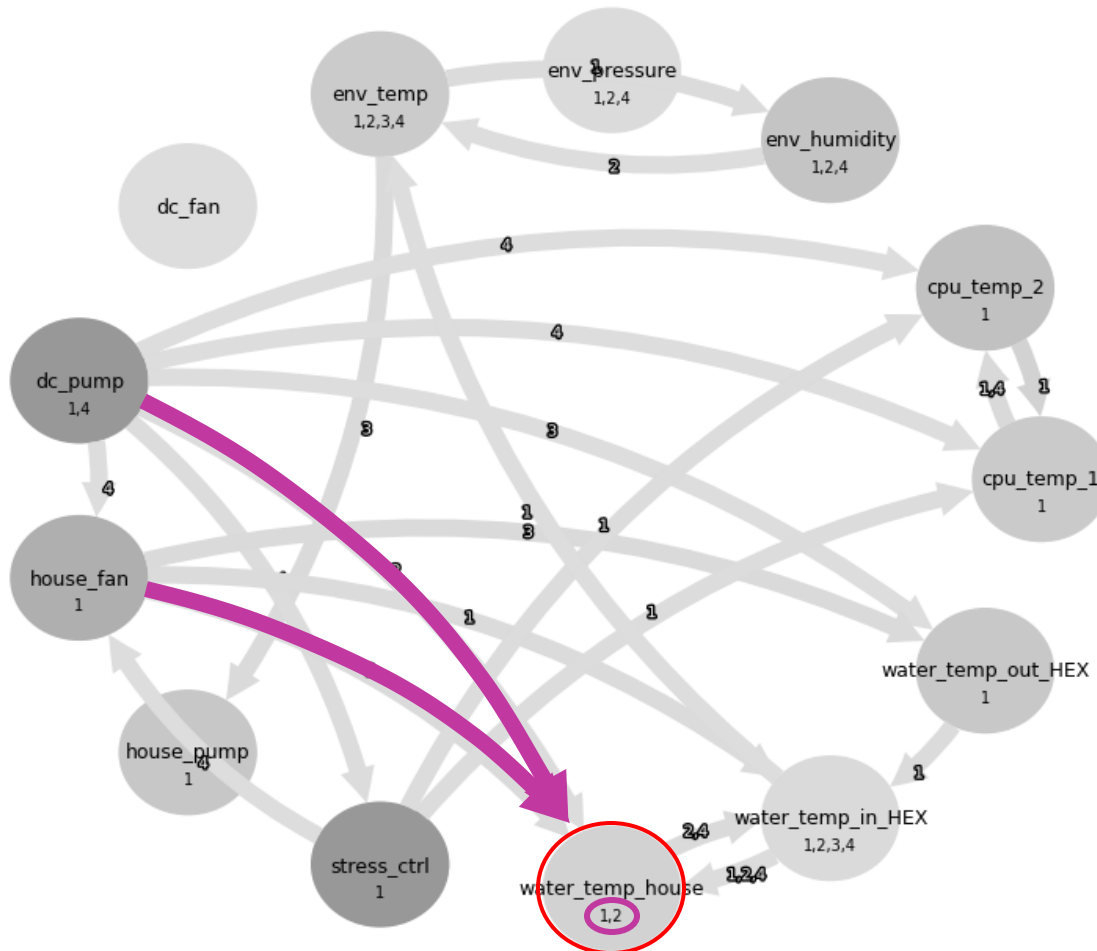 env_pressure
1
1,2,4
env_temp
1,2,3,4
env_humidity
1,2,4
2
dc_fan
4
cpu_temp_2
1
4
dc_pump
1,4
1,4
1
3
3
cpu_temp_1
1
4
1
3
1
house_fan
1
1
1
water_temp_out_HEX
1
house_pump
1
4
1
water_temp_in_HEX
1,2,3,4
2,4
stress_ctrl
1
1,2,4
water_temp_house
1,2